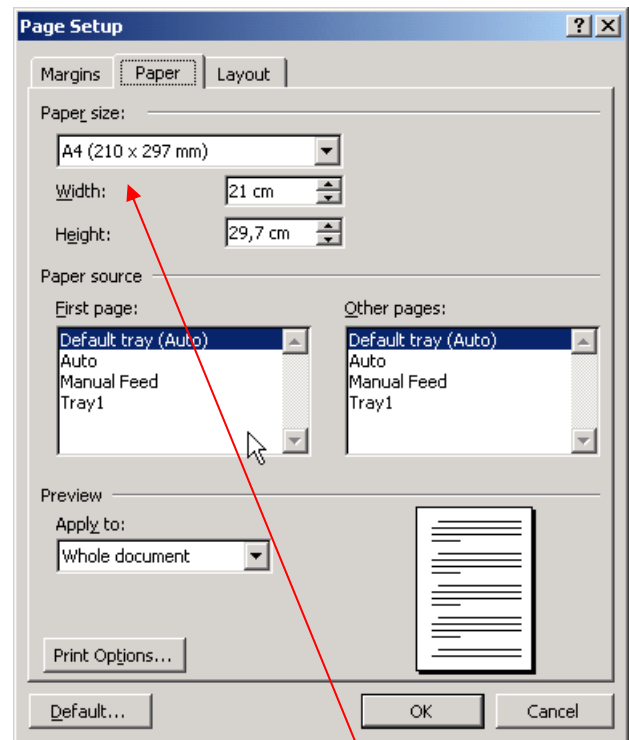 Page Setup
Margins Paper Layout
Paper size:
A4 (210 x 297 mm)
Width: 21 cm
Height: 29,7 cm
Paper source
First page: Other pages:
Default tray (Auto) Default tray (Auto)
Auto Auto
Manual Feed Manual Feed
Tray1 Tray1
Preview
Apply to:
Whole document
Print Options...
Default... OK Cancel